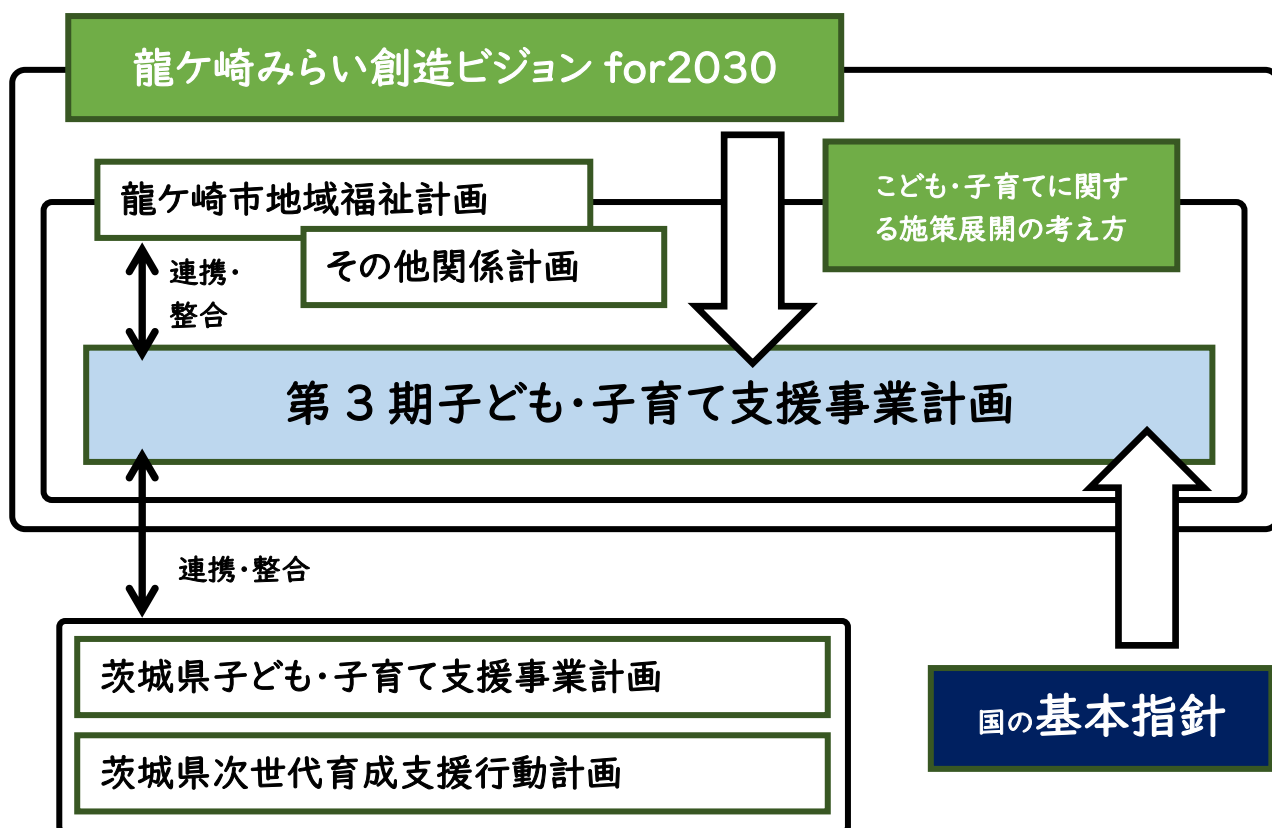 龍ケ崎みらい創造ビジョン for2030
こども・子育てに関す
る施策展開の考え方
龍ケ崎市地域福祉計画
その他関係計画
連携・
整合
第3期子ども・子育て支援事業計画
連携・整合
茨城県子ども・子育て支援事業計画
茨城県次世代育成支援行動計画
国の基本指針